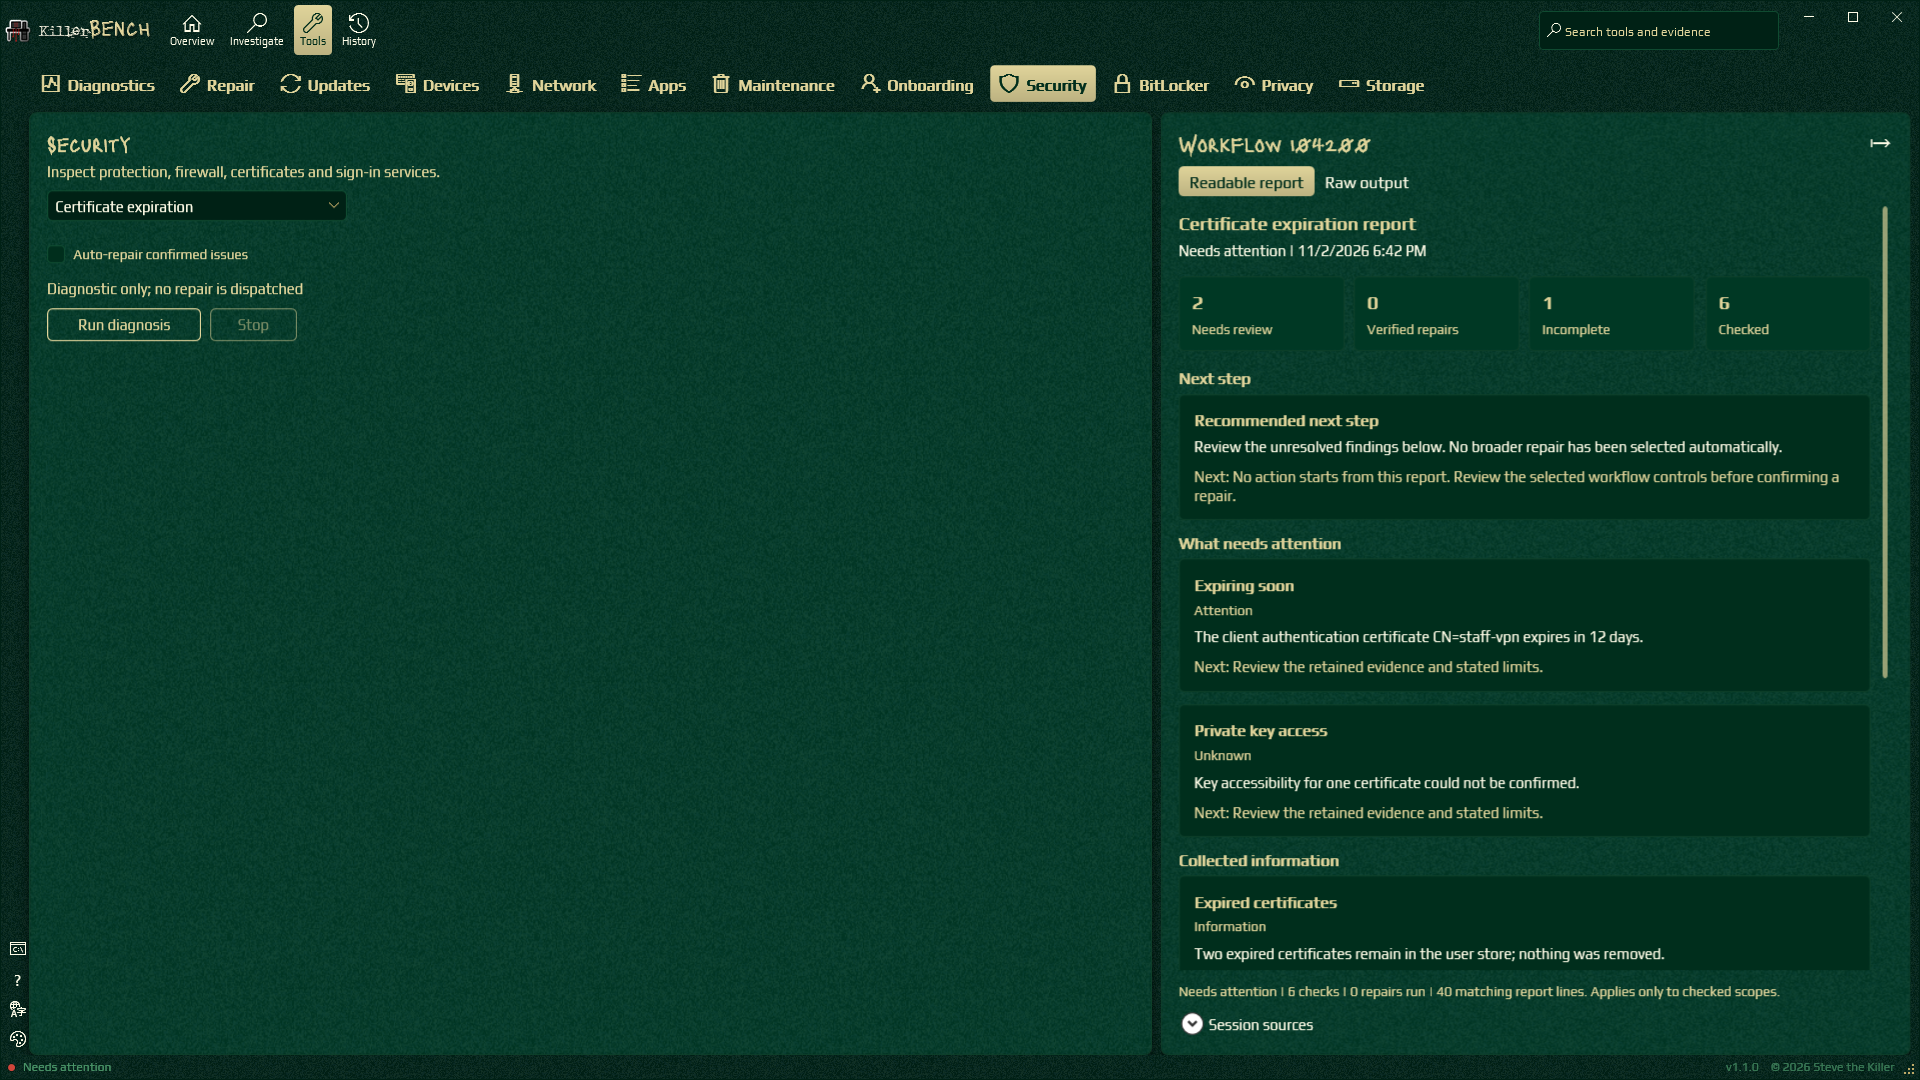 KillerBENCH
Overview
Investigate
Tools
History
Search tools and evidence
Diagnostics
Repair
Updates
Devices
Network
Apps
Maintenance
Onboarding
Security
BitLocker
Privacy
Storage
Security
Inspect protection, firewall, certificates and sign-in services.
Certificate expiration
Auto-repair confirmed issues
Diagnostic only; no repair is dispatched
Run diagnosis
Stop
Workflow 104200
Readable report
Raw output
Certificate expiration report
Needs attention | 11/2/2026 6:42 PM
2
Needs review
0
Verified repairs
1
Incomplete
6
Checked
Next step
Recommended next step
Review the unresolved findings below. No broader repair has been selected automatically.
Next: No action starts from this report. Review the selected workflow controls before confirming a
repair.
What needs attention
Expiring soon
Attention
The client authentication certificate CN=staff-vpn expires in 12 days.
Next: Review the retained evidence and stated limits.
Private key access
Unknown
Key accessibility for one certificate could not be confirmed.
Next: Review the retained evidence and stated limits.
Collected information
Expired certificates
Information
Two expired certificates remain in the user store; nothing was removed.
Needs attention | 6 checks | 0 repairs run | 40 matching report lines. Applies only to checked scopes.
Session sources
Needs attention
v1.1.0
© 2026 Steve the Killer